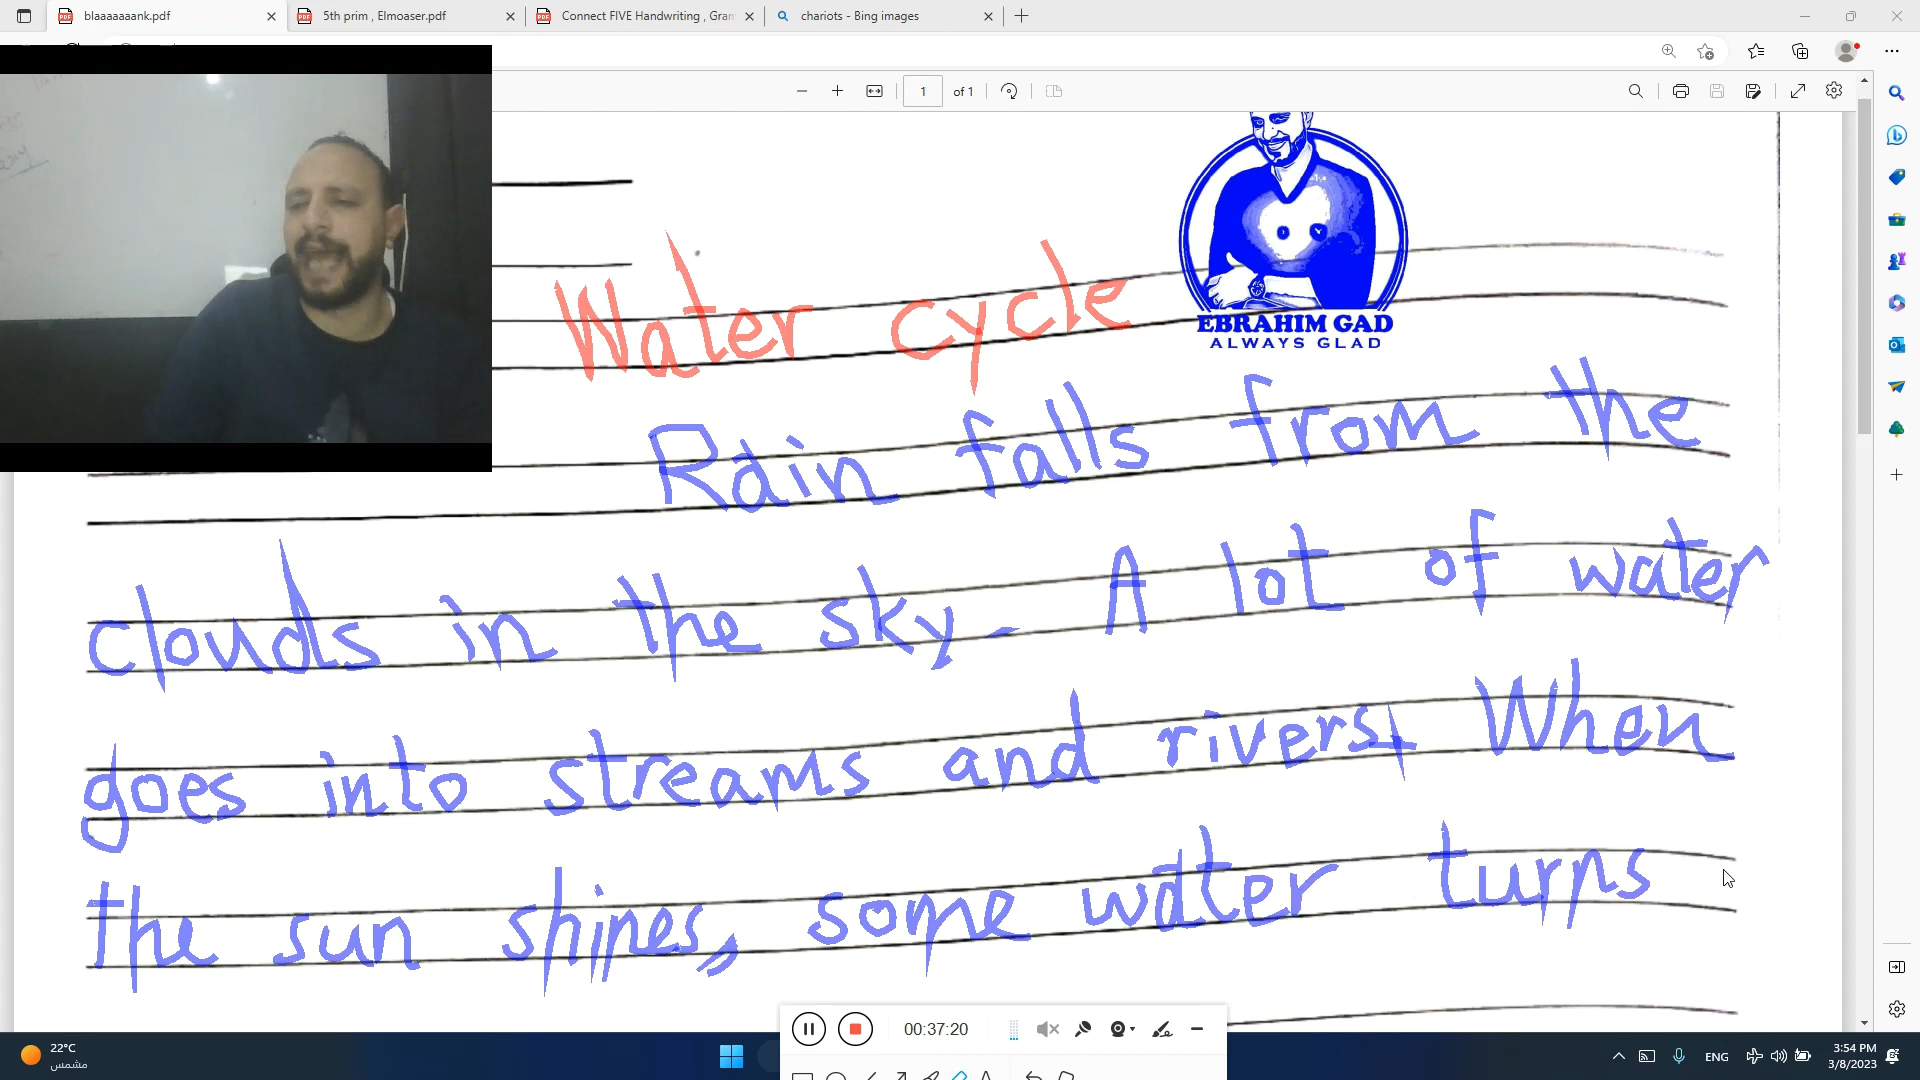 blaaaaaank.pdf
5th prim , Elmoaser.pdf
Connect FIVE Handwriting , Gram
chariots - Bing images
1 of 1
EBRAHIM GAD
ALWAYS GLAD
Water cycle
Rain falls from the
clouds in the sky. A lot of water
goes into streams and rivers. When
the sun shines, some water turns
00:37:20
22°C
مشمس
ENG
3:54 PM
3/8/2023